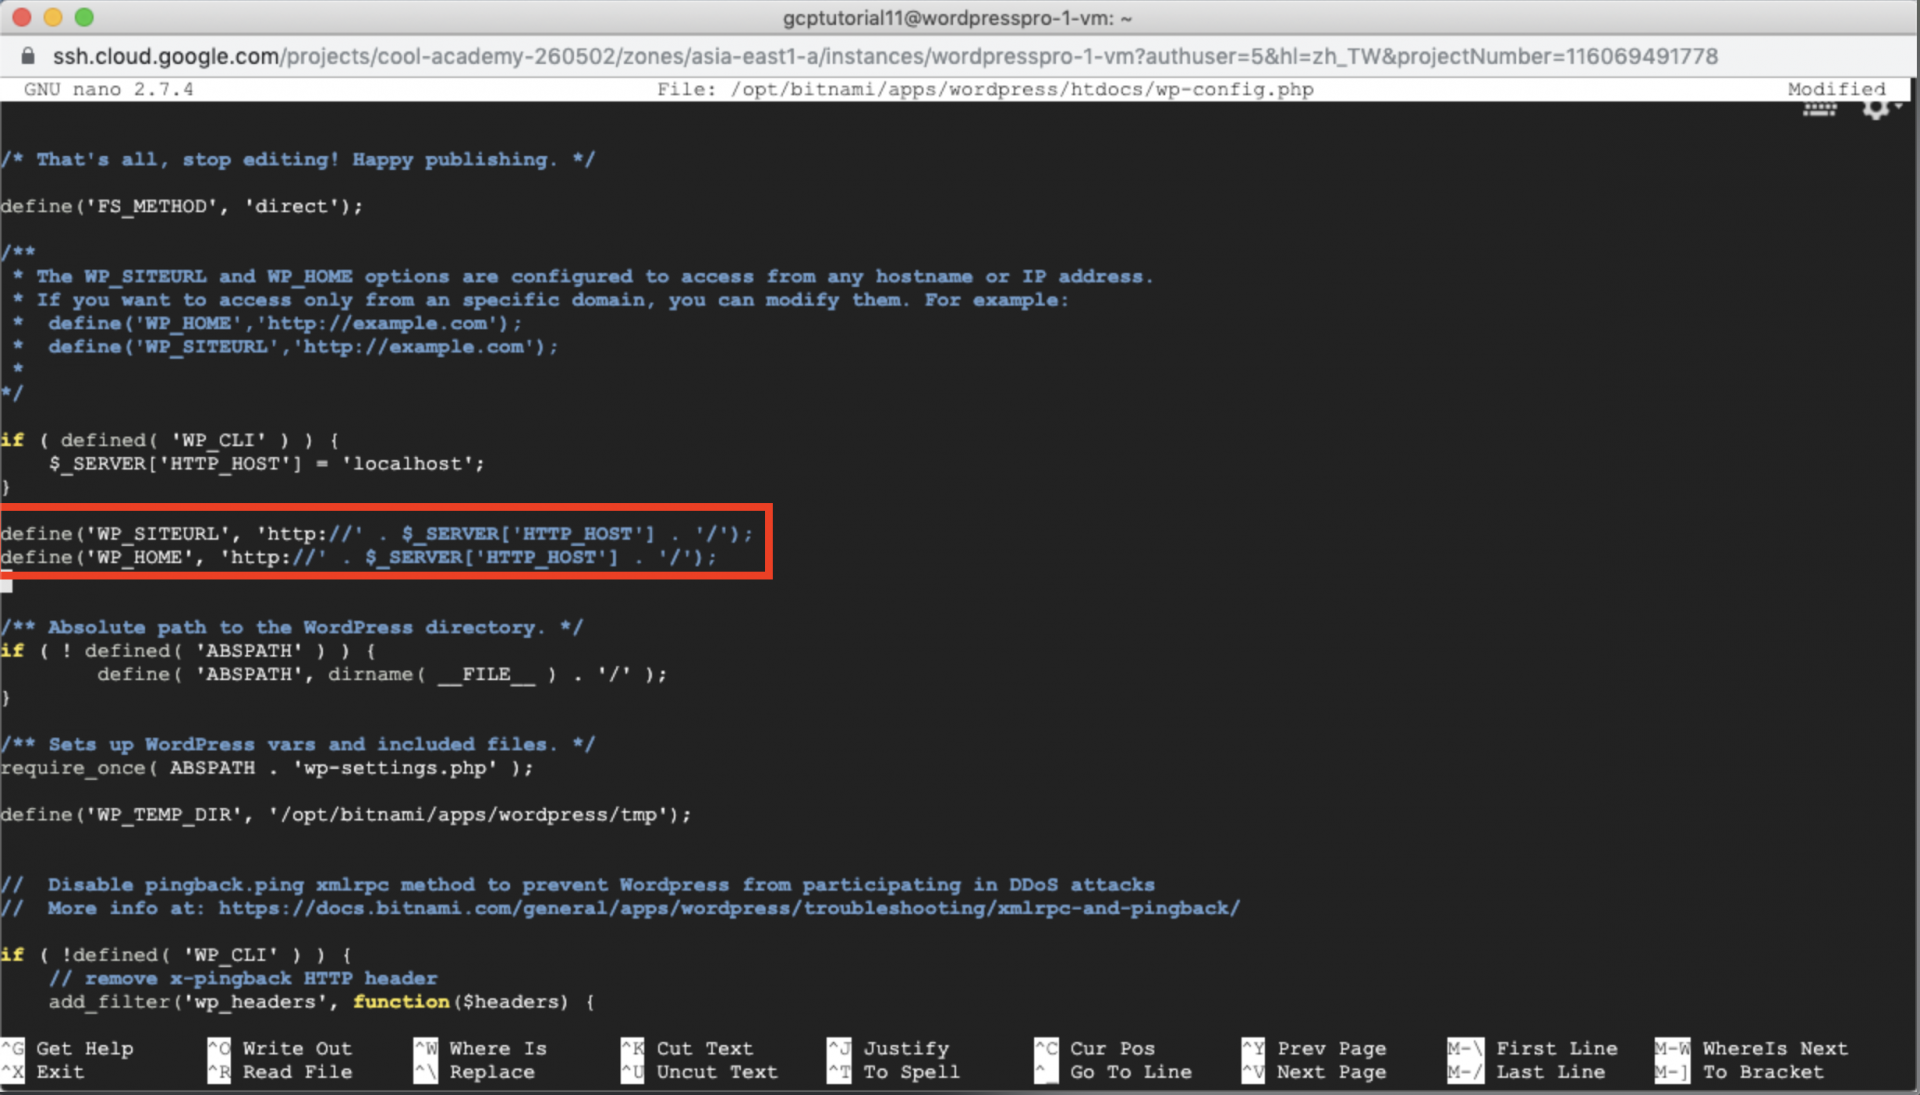 gcptutorial11@wordpresspro-1-vm: ~
ssh.cloud.google.com/projects/cool-academy-260502/zones/asia-east1-a/instances/wordpresspro-1-vm?authuser=5&hl=zh_TW&projectNumber=116069491778
GNU nano 2.7.4 File: /opt/bitnami/apps/wordpress/htdocs/wp-config.php Modified
/* That's all, stop editing! Happy publishing. */
define('FS_METHOD', 'direct');
/**
 * The WP_SITEURL and WP_HOME options are configured to access from any hostname or IP address.
 * If you want to access only from an specific domain, you can modify them. For example:
 *  define('WP_HOME','http://example.com');
 *  define('WP_SITEURL','http://example.com');
 *
*/
if ( defined( 'WP_CLI' ) ) {
    $_SERVER['HTTP_HOST'] = 'localhost';
}
define('WP_SITEURL', 'http://' . $_SERVER['HTTP_HOST'] . '/');
define('WP_HOME', 'http://' . $_SERVER['HTTP_HOST'] . '/');
/** Absolute path to the WordPress directory. */
if ( ! defined( 'ABSPATH' ) ) {
        define( 'ABSPATH', dirname( __FILE__ ) . '/' );
}
/** Sets up WordPress vars and included files. */
require_once( ABSPATH . 'wp-settings.php' );
define('WP_TEMP_DIR', '/opt/bitnami/apps/wordpress/tmp');
//  Disable pingback.ping xmlrpc method to prevent Wordpress from participating in DDoS attacks
//  More info at: https://docs.bitnami.com/general/apps/wordpress/troubleshooting/xmlrpc-and-pingback/
if ( !defined( 'WP_CLI' ) ) {
    // remove x-pingback HTTP header
    add_filter('wp_headers', function($headers) {
^G Get Help ^O Write Out ^W Where Is ^K Cut Text ^J Justify ^C Cur Pos ^Y Prev Page M-\ First Line M-W WhereIs Next
^X Exit ^R Read File ^\ Replace ^U Uncut Text ^T To Spell ^_ Go To Line ^V Next Page M-/ Last Line M-] To Bracket